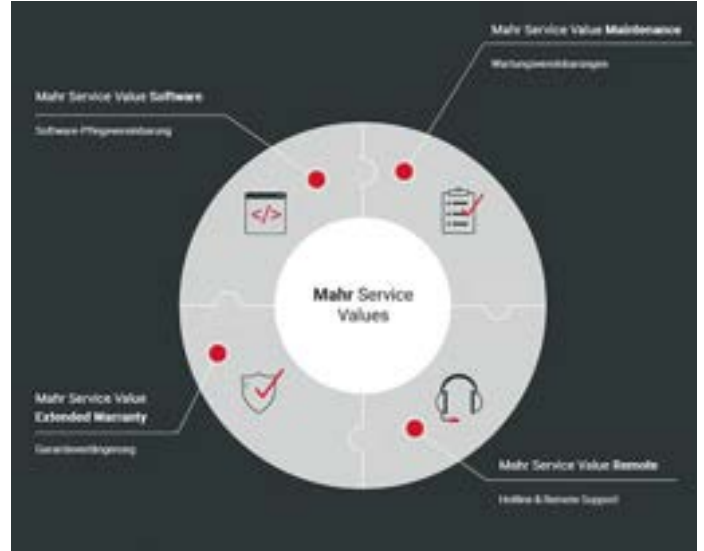 Mahr Service Value Maintenance
Wartungsvereinbarungen
Mahr Service Value Software
Software-Pflegevereinbarung
</>
Mahr Service
Values
Mahr Service Value
Extended Warranty
Garantieverlängerung
Mahr Service Value Remote
Hotline & Remote Support